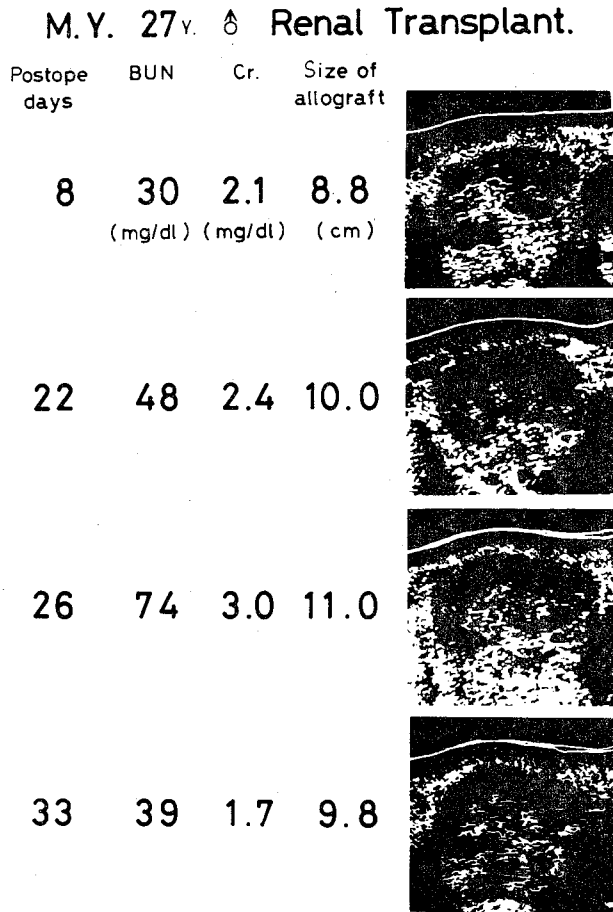 M.Y. 27Y. ♂ Renal Transplant.
Postope days BUN Cr. Size of allograft
8 30 2.1 8.8
(mg/dl) (mg/dl) (cm)
22 48 2.4 10.0
26 74 3.0 11.0
33 39 1.7 9.8